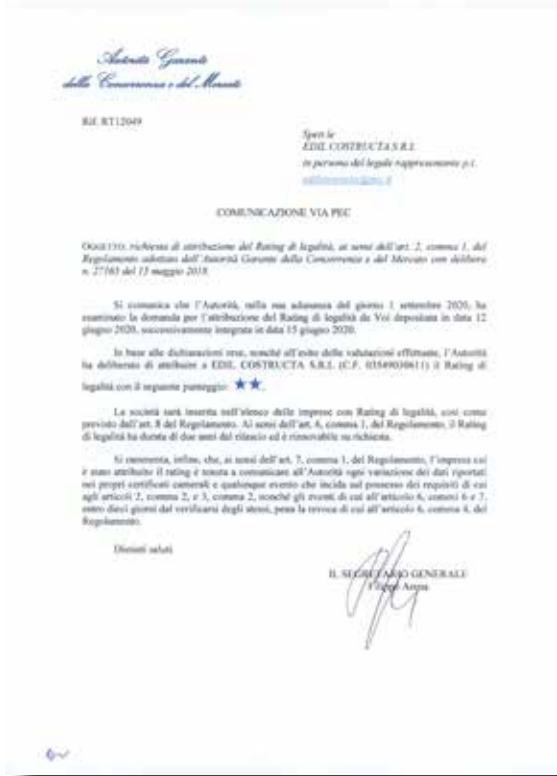 Autorità Garante
della Concorrenza e del Mercato
Rif. RT12049
Spett.le
EDIL COSTRUCTA S.R.L.
in persona del legale rappresentante p.t.
COMUNICAZIONE VIA PEC
OGGETTO: richiesta di attribuzione del Rating di legalità, ai sensi dell'art. 2, comma 1, del
Regolamento adottato dall'Autorità Garante della Concorrenza e del Mercato con delibera
n. 27165 del 15 maggio 2018.
Si comunica che l'Autorità, nella sua adunanza del giorno 1 settembre 2020, ha
esaminato la domanda per l'attribuzione del Rating di legalità da Voi depositata in data 12
giugno 2020, successivamente integrata in data 15 giugno 2020.
In base alle dichiarazioni rese, nonché all'esito delle valutazioni effettuate, l'Autorità
ha deliberato di attribuire a EDIL COSTRUCTA S.R.L. (C.F. 03549030611) il Rating di
legalità con il seguente punteggio: ★★.
La società sarà inserita nell'elenco delle imprese con Rating di legalità, così come
previsto dall'art. 8 del Regolamento. Ai sensi dell'art. 6, comma 1, del Regolamento, il Rating
di legalità ha durata di due anni dal rilascio ed è rinnovabile su richiesta.
Si rammenta, infine, che, ai sensi dell'art. 7, comma 1, del Regolamento, l'impresa cui
è stato attribuito il rating è tenuta a comunicare all'Autorità ogni variazione dei dati riportati
nei propri certificati camerali e qualunque evento che incida sul possesso dei requisiti di cui
agli articoli 2, comma 2, e 3, comma 2, nonché gli eventi di cui all'articolo 6, commi 6 e 7,
entro dieci giorni dal verificarsi degli stessi, pena la revoca di cui all'articolo 6, comma 4, del
Regolamento.
Distinti saluti
IL SEGRETARIO GENERALE
Filippo Arena